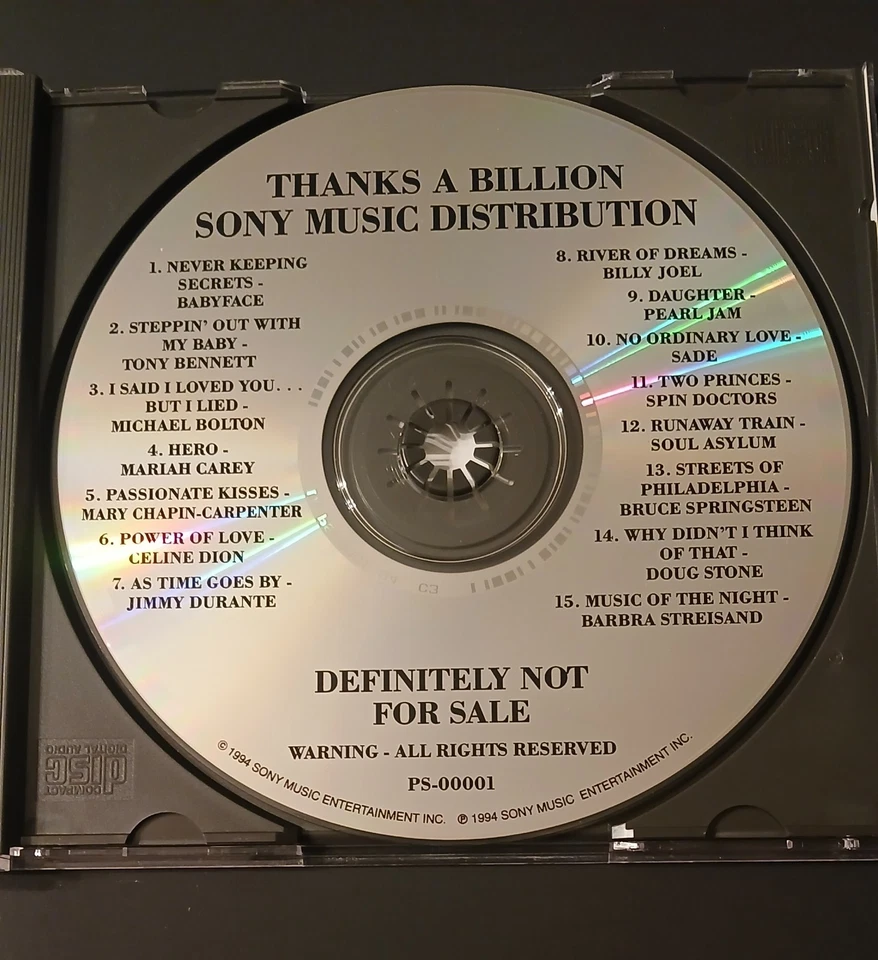 THANKS A BILLION
SONY MUSIC DISTRIBUTION
1. NEVER KEEPING
SECRETS -
BABYFACE
2. STEPPIN' OUT WITH
MY BABY -
TONY BENNETT
3. I SAID I LOVED YOU. . .
BUT I LIED -
MICHAEL BOLTON
4. HERO -
MARIAH CAREY
5. PASSIONATE KISSES -
MARY CHAPIN-CARPENTER
6. POWER OF LOVE -
CELINE DION
7. AS TIME GOES BY -
JIMMY DURANTE
8. RIVER OF DREAMS -
BILLY JOEL
9. DAUGHTER -
PEARL JAM
10. NO ORDINARY LOVE -
SADE
11. TWO PRINCES -
SPIN DOCTORS
12. RUNAWAY TRAIN -
SOUL ASYLUM
13. STREETS OF
PHILADELPHIA -
BRUCE SPRINGSTEEN
14. WHY DIDN'T I THINK
OF THAT -
DOUG STONE
15. MUSIC OF THE NIGHT -
BARBRA STREISAND
DEFINITELY NOT
FOR SALE
WARNING - ALL RIGHTS RESERVED
PS-00001
© 1994 SONY MUSIC ENTERTAINMENT INC. ℗ 1994 SONY MUSIC ENTERTAINMENT INC.
COMPACT
disc
DIGITAL AUDIO